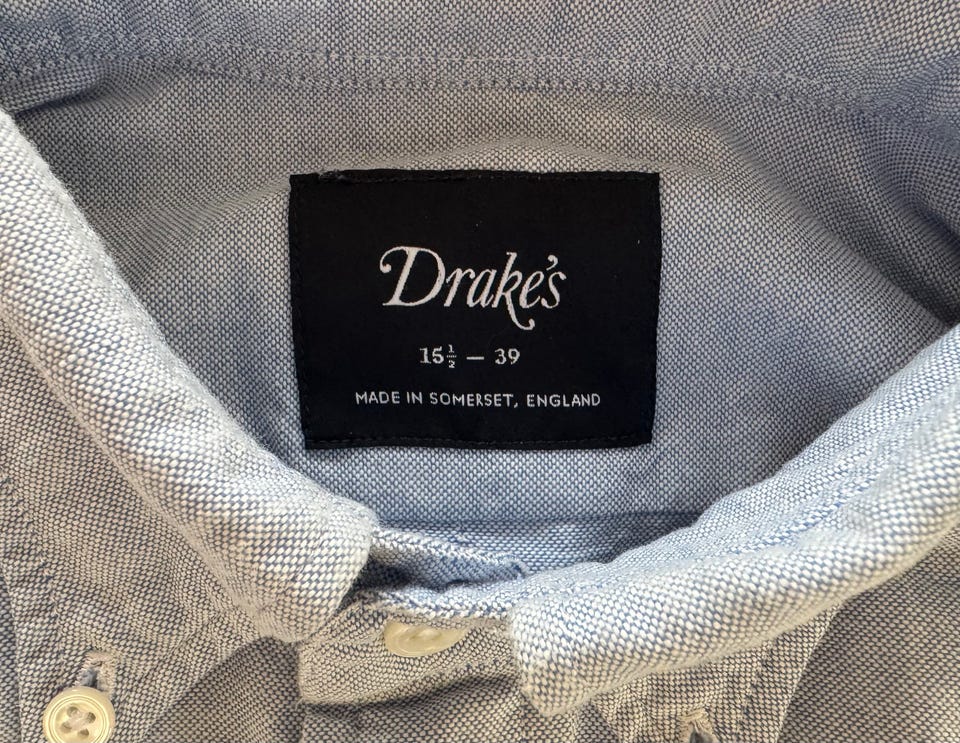 Drake's
15½ — 39
MADE IN SOMERSET, ENGLAND